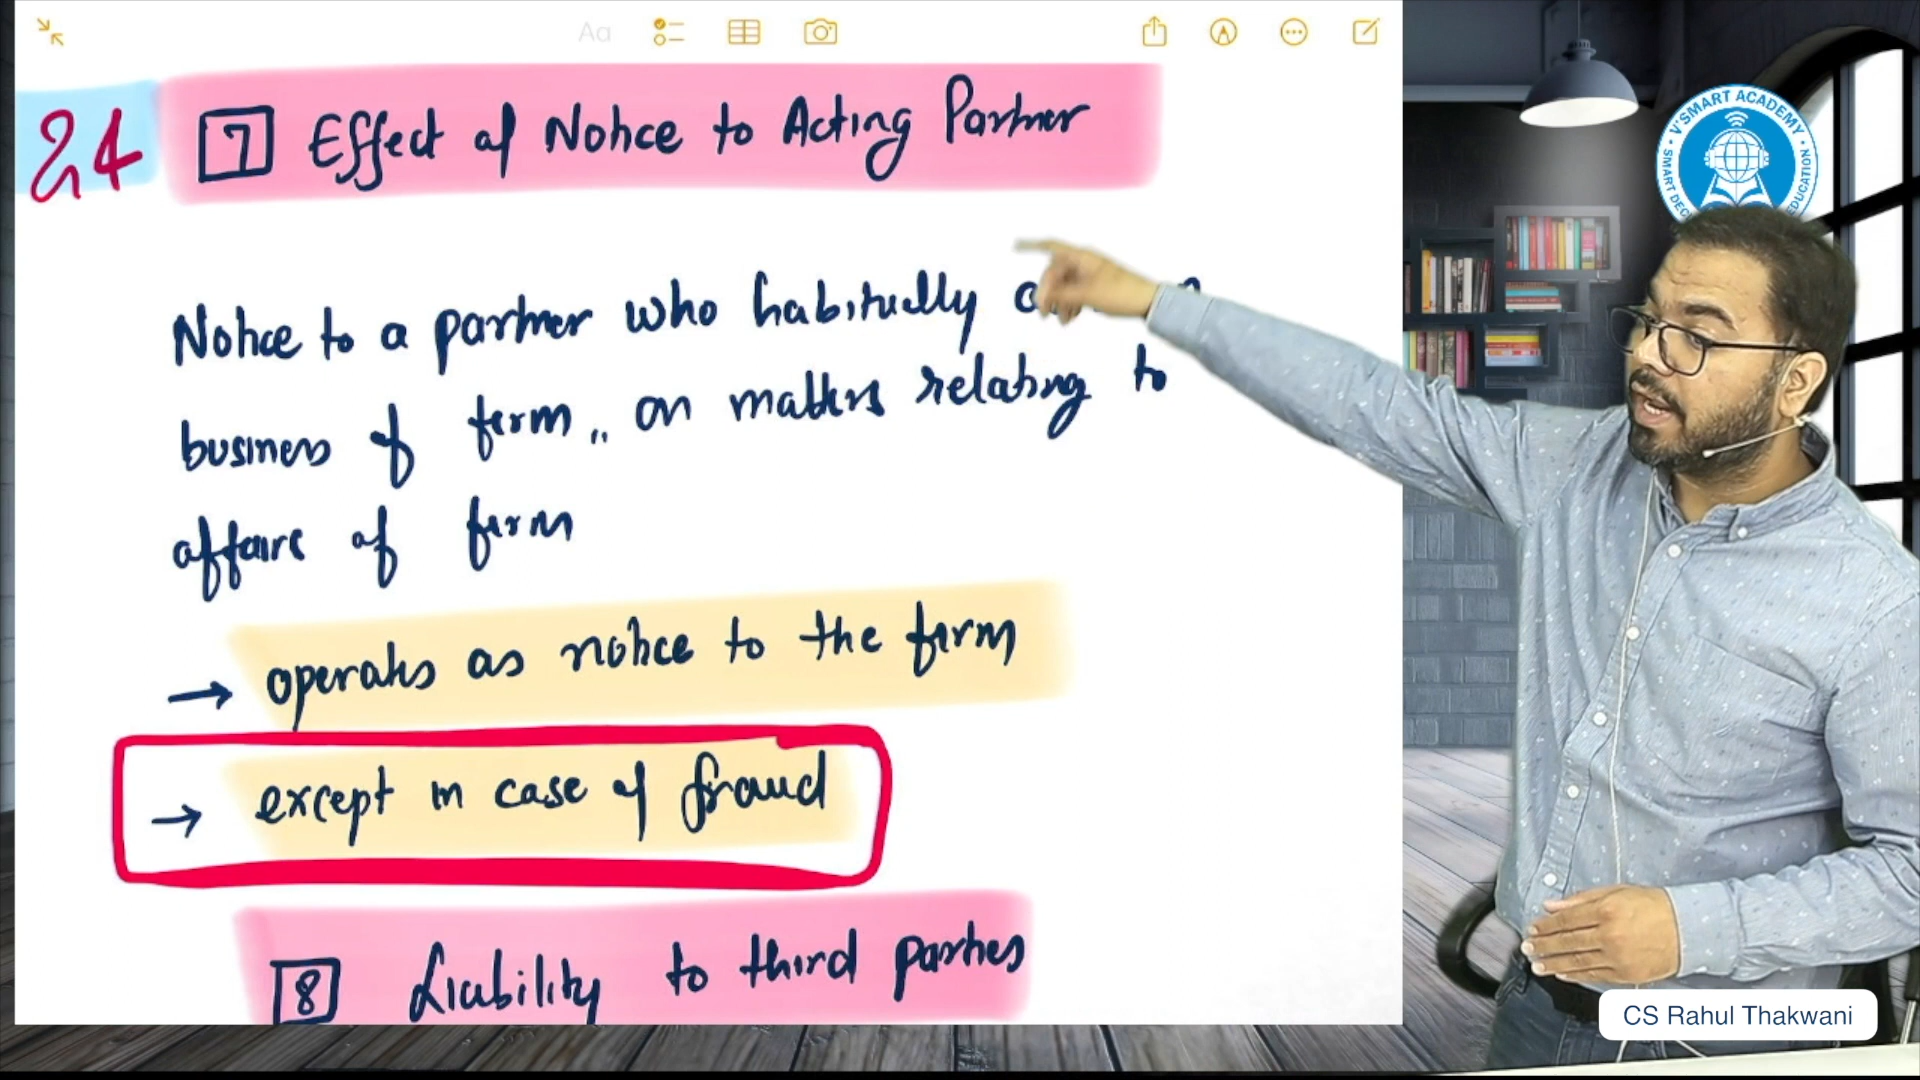 Aa
24 7 Effect of Notice to Acting Partner
Notice to a partner who habitually
business of firm,, on matters relating to
affairs of firm
→ operates as notice to the firm
→ except in case of fraud
8 Liability to third parties
V'SMART ACADEMY
SMART DEC
EDUCATION
CS Rahul Thakwani